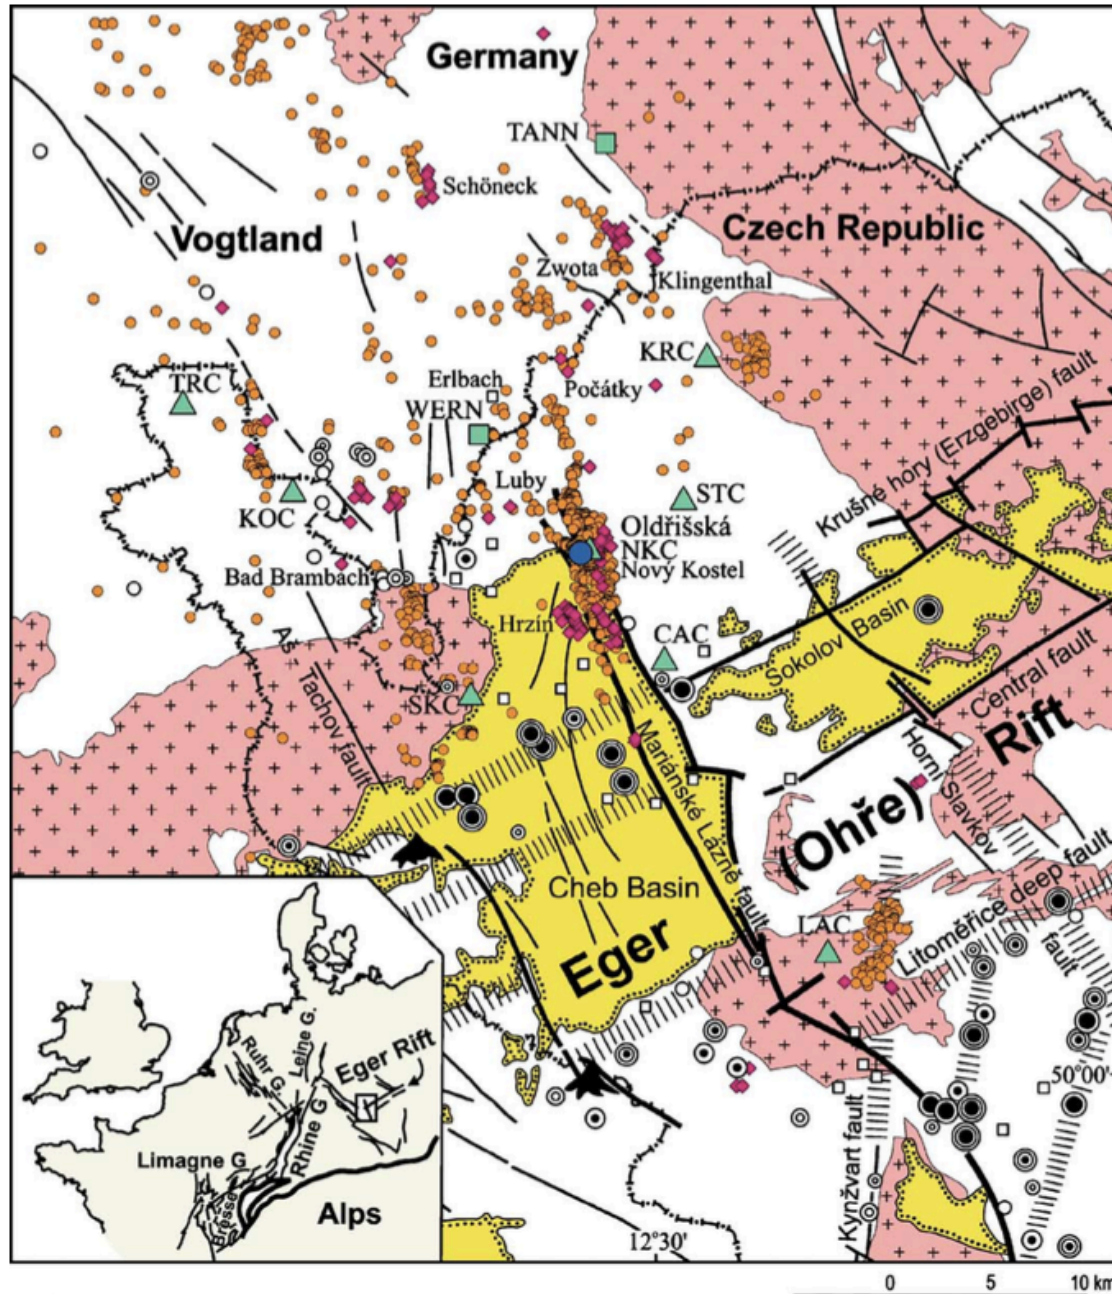 Germany
TANN
Schöneck
Vogtland
Czech Republic
Zwota
Klingenthal
KRC
TRC
Erlbach
Počátky
WERN
Krušné hory (Erzgebirge) fault
Luby
STC
KOC
Oldřišská
NKC
Nový Kostel
Bad Brambach
Hrzín
CAC
Sokolov Basin
Aš - Tachov fault
SKC
Central fault
Mariánské Lázně fault
Horní Slavkov fault
Eger (Ohře) Rift
Cheb Basin
LAC
Litoměřice deep fault
50°00'
Kynžvart fault
12°30'
Ruhr G.
Leine G.
Eger Rift
Rhine G
Limagne G
Bresse
Alps
0 5 10 km